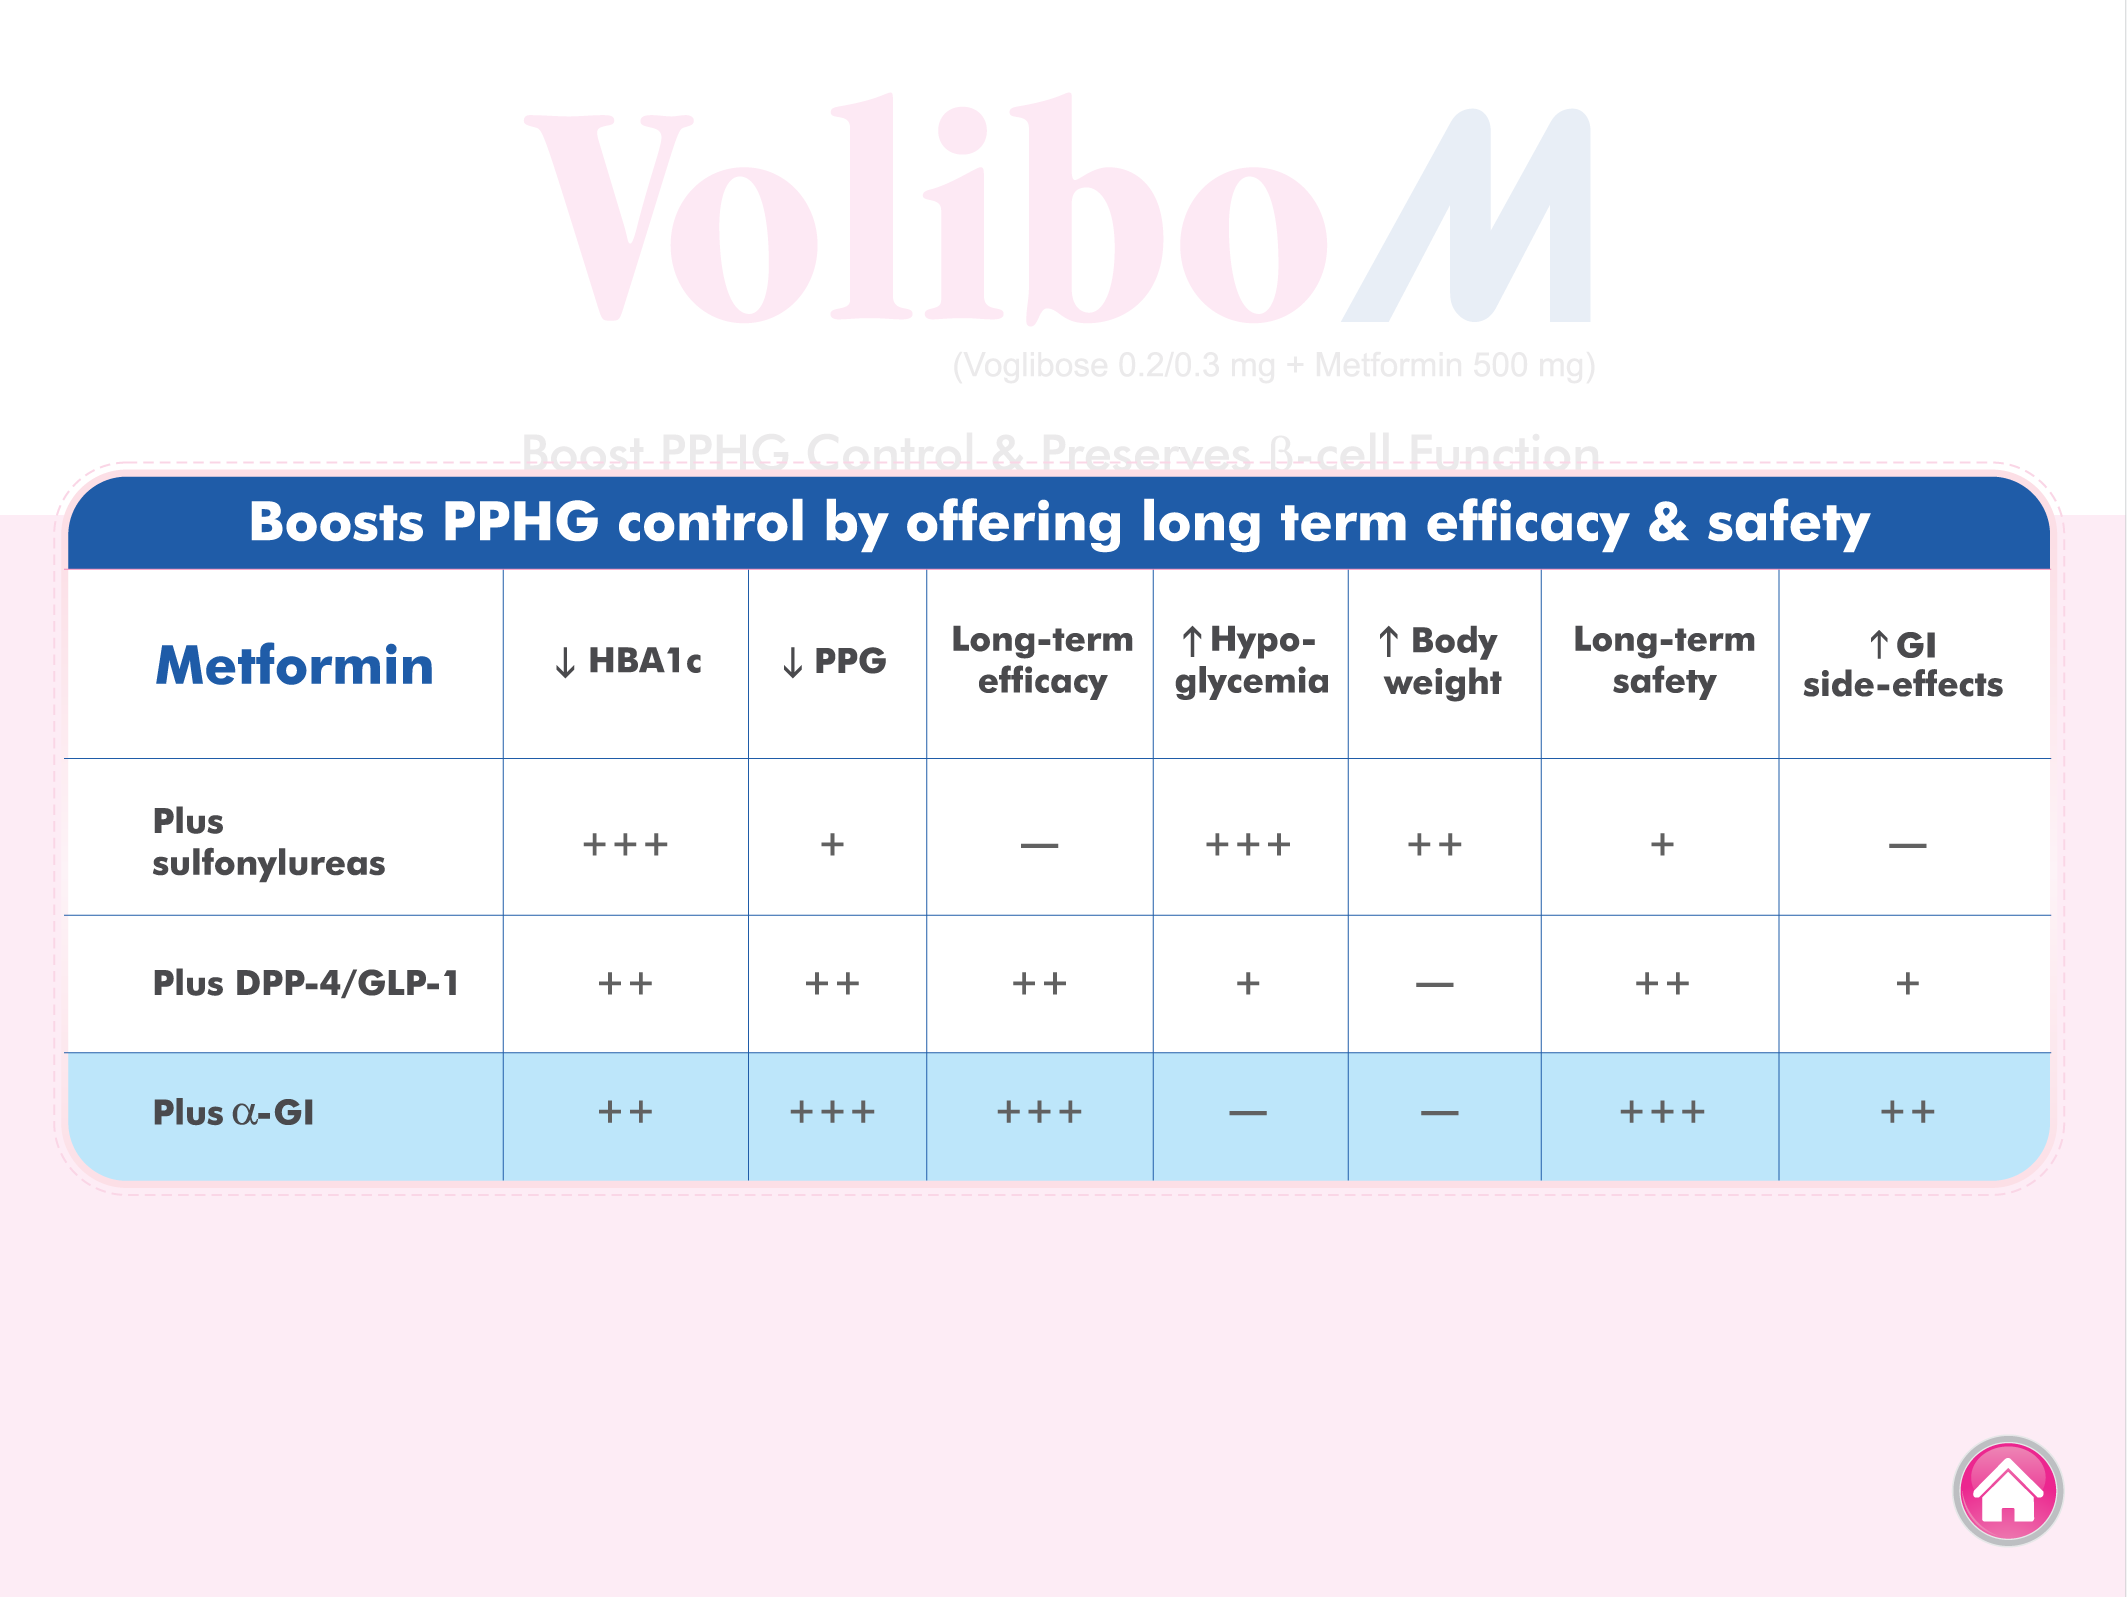 VoliboM
(Voglibose 0.2/0.3 mg + Metformin 500 mg)
Boost PPHG Control & Preserves β-cell Function
Boosts PPHG control by offering long term efficacy & safety
Metformin
↓ HBA1c
↓ PPG
Long-term
efficacy
↑ Hypo-
glycemia
↑ Body
weight
Long-term
safety
↑ GI
side-effects
Plus
sulfonylureas
+++
+
—
+++
++
+
—
Plus DPP-4/GLP-1
++
++
++
+
—
++
+
Plus α-GI
++
+++
+++
—
—
+++
++